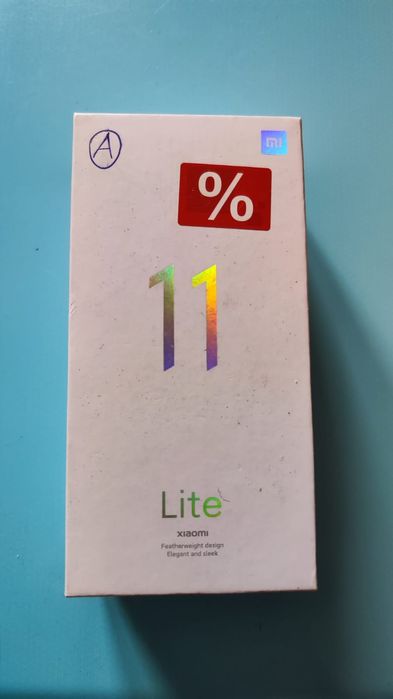 A
mi
%
11
Lite
xiaomi
Featherweight design
Elegant and sleek